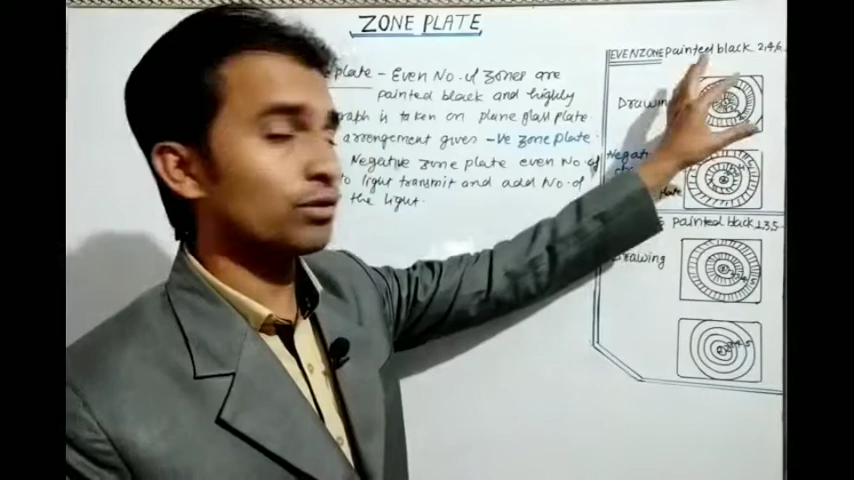 ZONE PLATE
plate - Even No. of zones are
painted black and highly
graph is taken on plane glass plate.
arrangement gives -ve zone plate.
Negative zone plate even No. of
to light transmit and add No. of
the light.
EVEN ZONE painted black 2,4,6
Drawing
Negat
painted black 1,3,5
Drawing